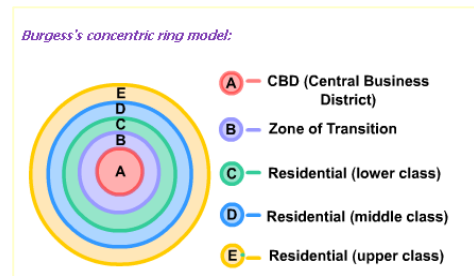 Burgess's concentric ring model:
E
D
C
B
A
A CBD (Central Business
District)
B Zone of Transition
C Residential (lower class)
D Residential (middle class)
E Residential (upper class)